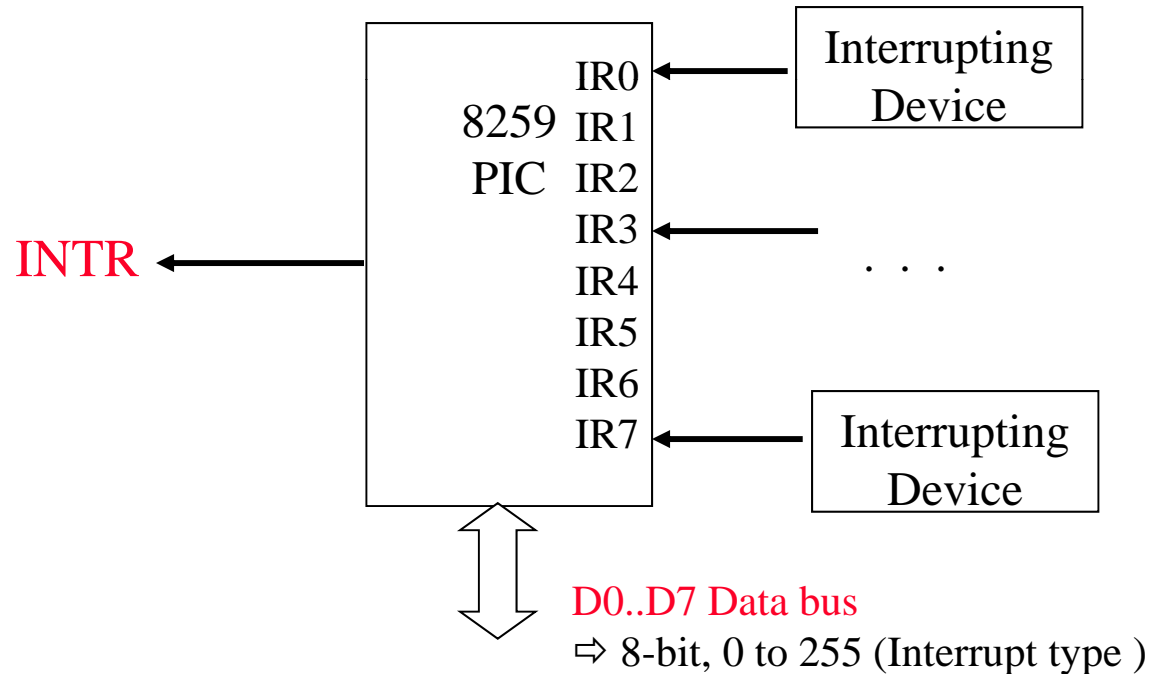 8259
PIC
IR0
IR1
IR2
IR3
IR4
IR5
IR6
IR7
Interrupting
Device
INTR
. . .
Interrupting
Device
D0..D7 Data bus
⇨ 8-bit, 0 to 255 (Interrupt type )